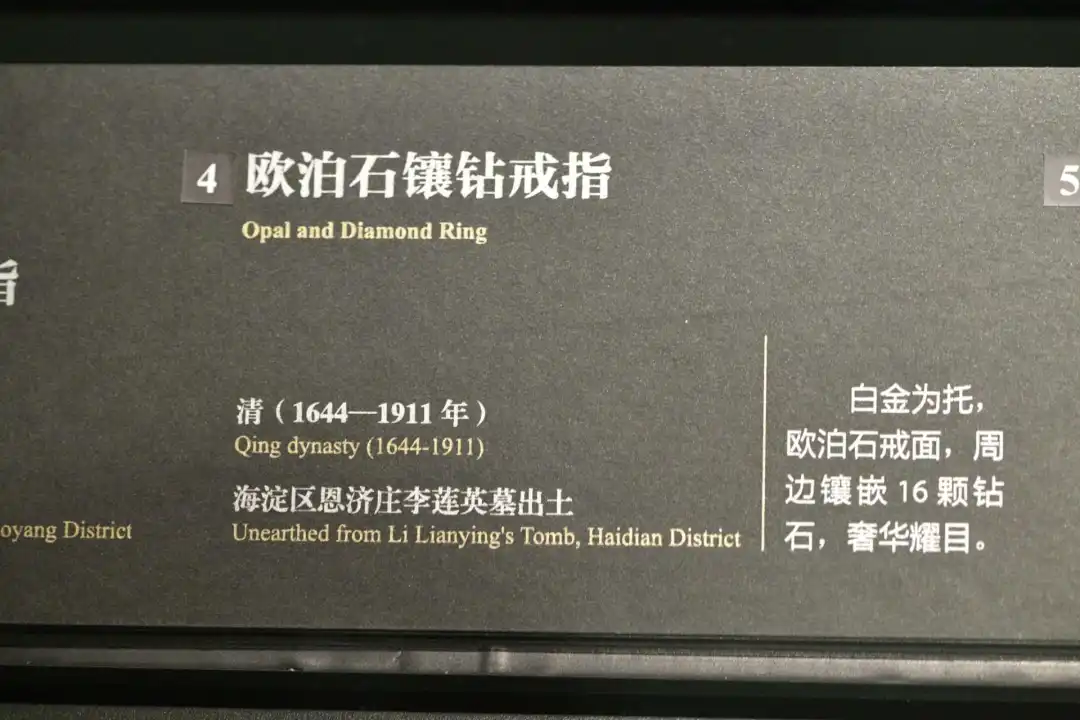 4 欧泊石镶钻戒指
Opal and Diamond Ring
指
清（1644—1911 年）
Qing dynasty (1644-1911)
海淀区恩济庄李莲英墓出土
Unearthed from Li Lianying's Tomb, Haidian District
oyang District
白金为托，
欧泊石戒面，周
边镶嵌 16 颗钻
石，奢华耀目。
5